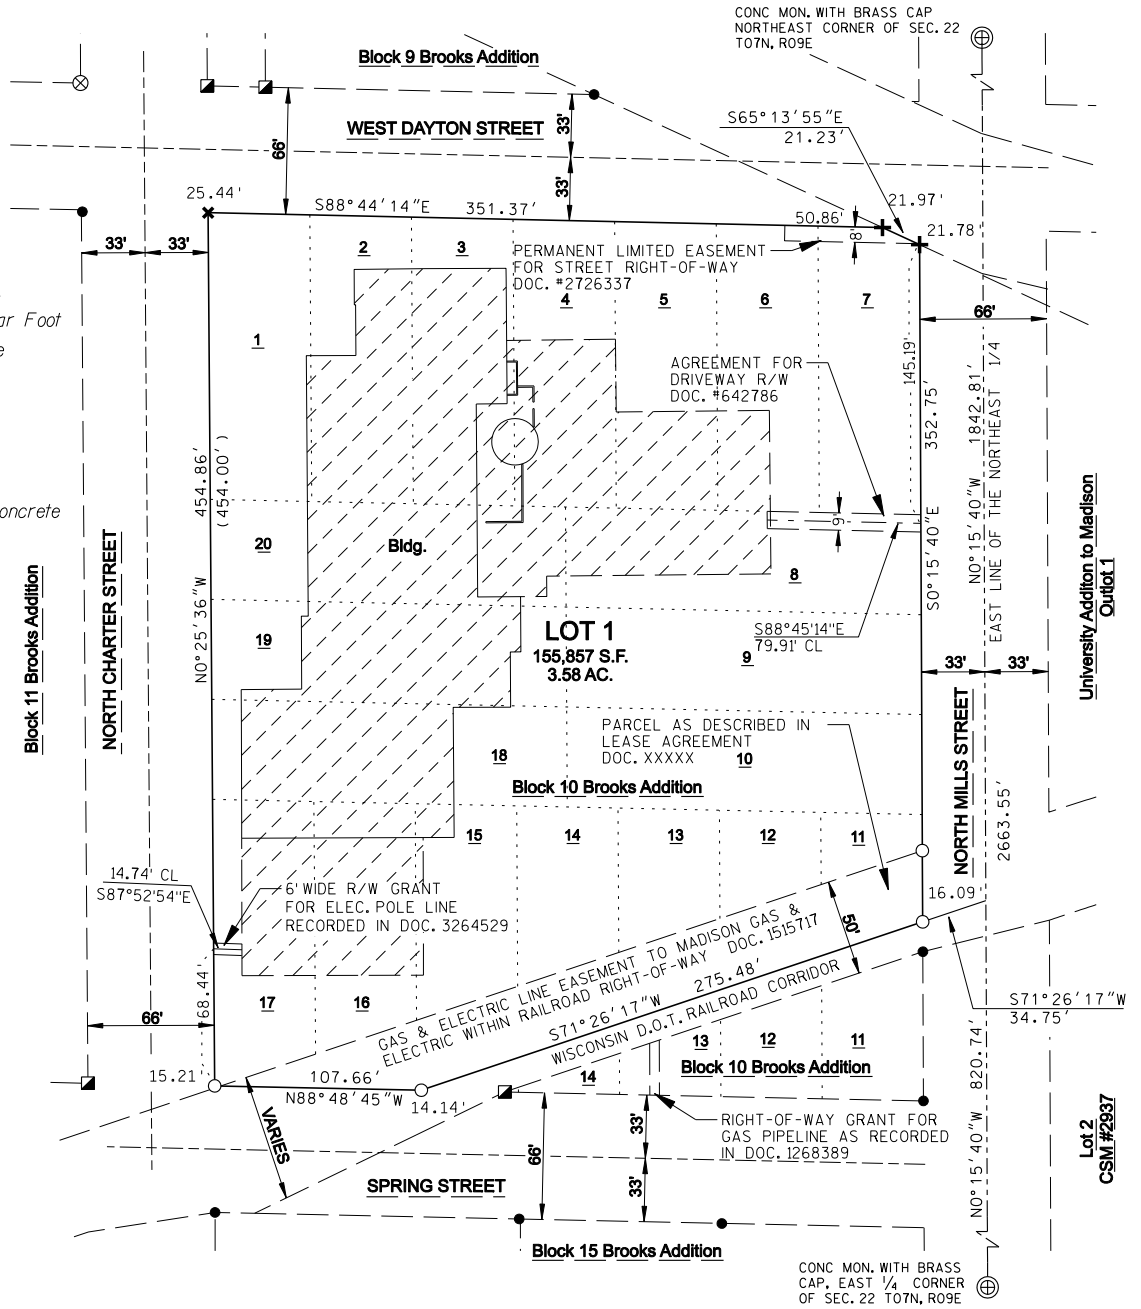 CONC MON. WITH BRASS CAP
NORTHEAST CORNER OF SEC. 22
T07N, R09E
Block 9 Brooks Addition
S65°13'55"E
21.23'
WEST DAYTON STREET
33'
66'
33'
25.44'
S88°44'14"E 351.37'
50.86'
21.97'
21.78'
8'
33'
33'
2
3
PERMANENT LIMITED EASEMENT
FOR STREET RIGHT-OF-WAY
DOC. #2726337
4
5
6
7
66'
ar Foot
e
1
AGREEMENT FOR
DRIVEWAY R/W
DOC. #642786
145.19'
352.75'
S0°15'40"E
N0°15'40"W 1842.81'
EAST LINE OF THE NORTHEAST 1/4
454.86'
(454.00')
N0°25'36"W
oncrete
NORTH CHARTER STREET
Block 11 Brooks Addition
University Additon to Madison
Outlot 1
20
Bldg.
9'
8
19
LOT 1
155,857 S.F.
3.58 AC.
S88°45'14"E
79.91' CL
9
33'
33'
PARCEL AS DESCRIBED IN
LEASE AGREEMENT
DOC. XXXXX
18
10
Block 10 Brooks Addition
NORTH MILLS STREET
2663.55'
15
14
13
12
11
14.74' CL
S87°52'54"E
6' WIDE R/W GRANT
FOR ELEC. POLE LINE
RECORDED IN DOC. 3264529
16.09'
GAS & ELECTRIC LINE EASEMENT TO MADISON GAS &
ELECTRIC WITHIN RAILROAD RIGHT-OF-WAY DOC. 1515717
50'
S71°26'17"W 275.48'
WISCONSIN D.O.T. RAILROAD CORRIDOR
68.44'
17
16
66'
S71°26'17"W
34.75'
13
12
11
Block 10 Brooks Addition
14
15.21'
107.66'
N88°48'45"W
14.14'
VARIES
RIGHT-OF-WAY GRANT FOR
GAS PIPELINE AS RECORDED
IN DOC. 1268389
33'
66'
33'
N0°15'40"W 820.74'
Lot 2
CSM #2937
SPRING STREET
Block 15 Brooks Addition
CONC MON. WITH BRASS
CAP, EAST 1/4 CORNER
OF SEC. 22 T07N, R09E